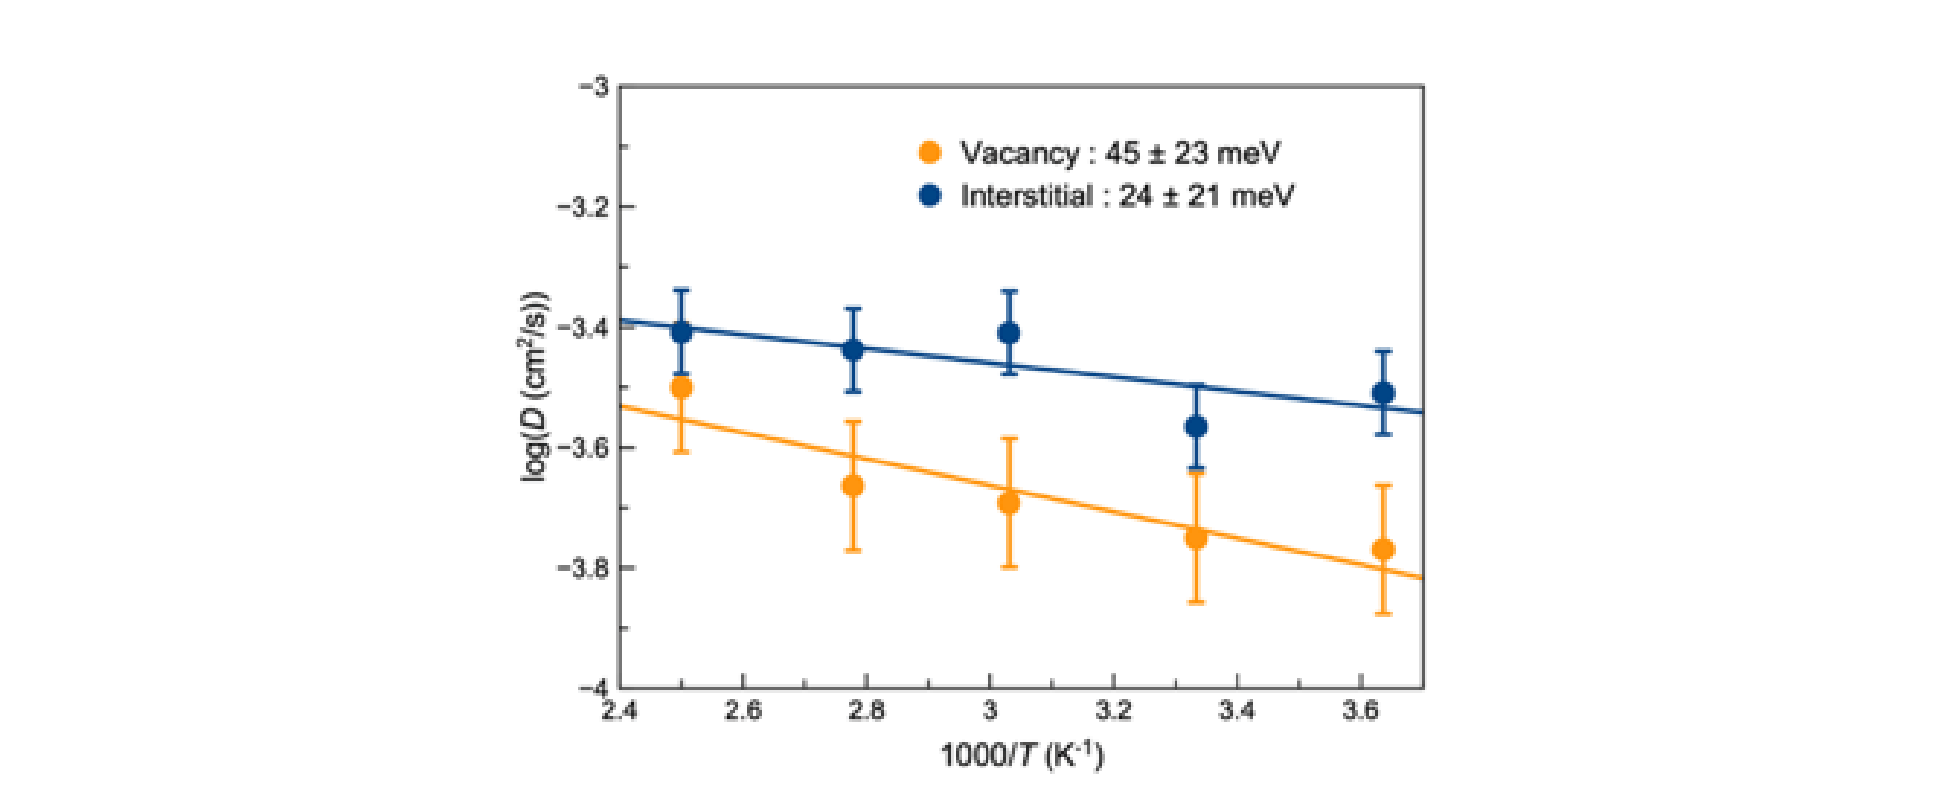 −3
Vacancy : 45 ± 23 meV
Interstitial : 24 ± 21 meV
−3.2
−3.4
−3.6
−3.8
−4
log(D (cm²/s))
2.4 2.6 2.8 3 3.2 3.4 3.6
1000/T (K⁻¹)